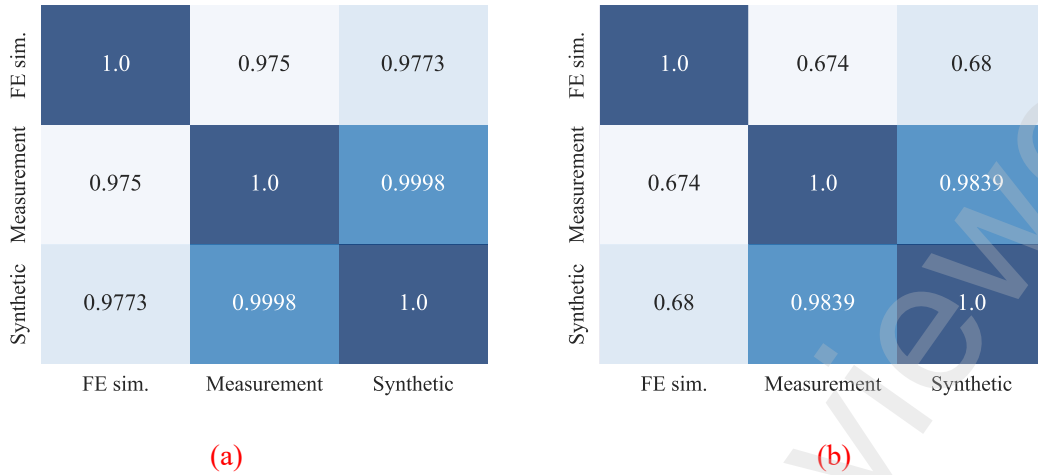 FE sim. 1.0 0.975 0.9773
Measurement 0.975 1.0 0.9998
Synthetic 0.9773 0.9998 1.0
FE sim. Measurement Synthetic
(a)
FE sim. 1.0 0.674 0.68
Measurement 0.674 1.0 0.9839
Synthetic 0.68 0.9839 1.0
FE sim. Measurement Synthetic
(b)